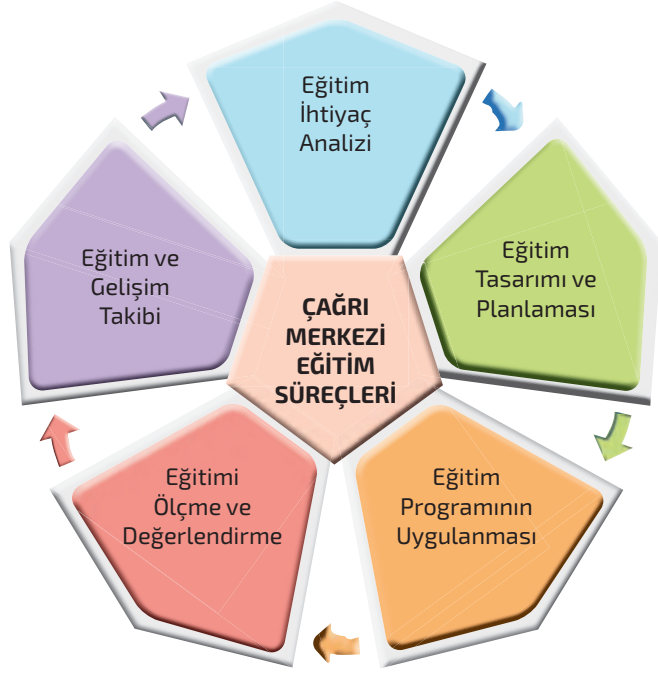 Eğitim
İhtiyaç
Analizi
Eğitim
Tasarımı ve
Planlaması
Eğitim
Programının
Uygulanması
Eğitimi
Ölçme ve
Değerlendirme
Eğitim ve
Gelişim
Takibi
ÇAĞRI
MERKEZİ
EĞİTİM
SÜREÇLERİ